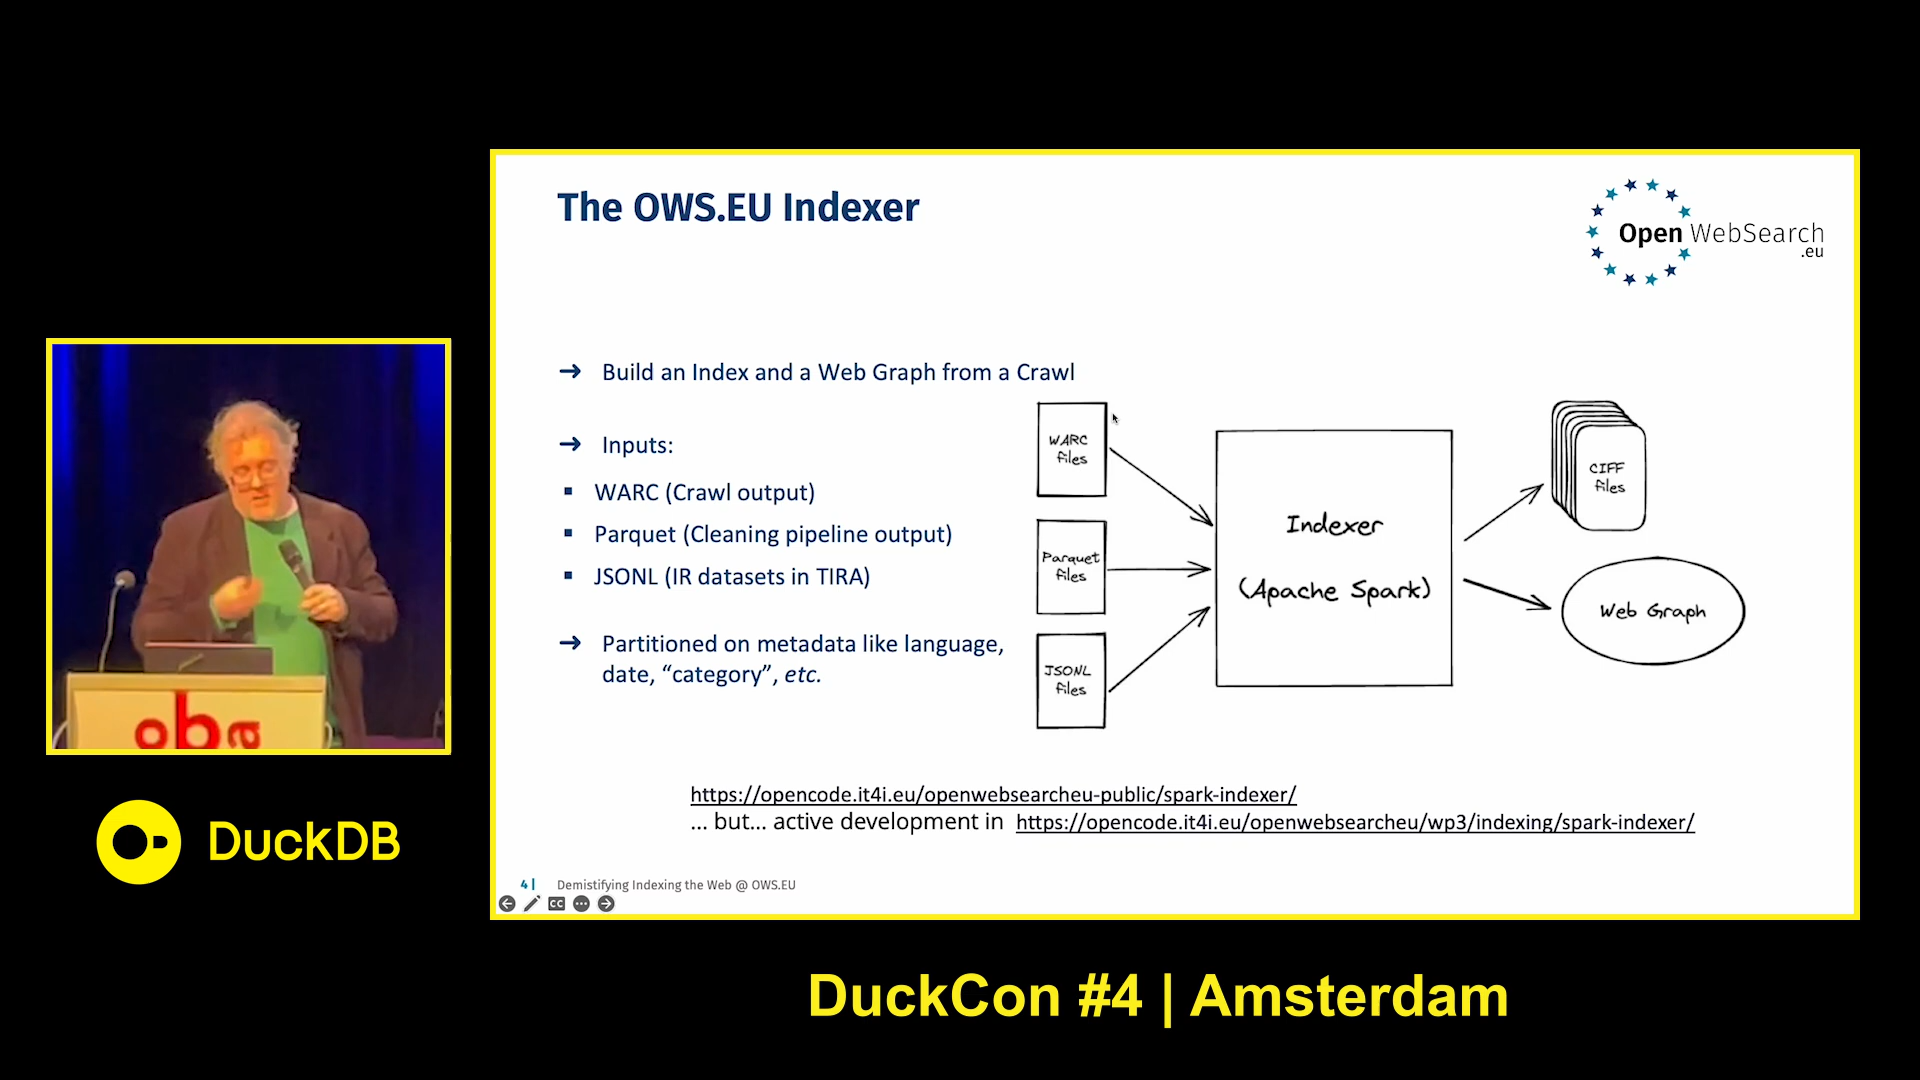 The OWS.EU Indexer
Open WebSearch
.eu
→ Build an Index and a Web Graph from a Crawl
→ Inputs:
▪ WARC (Crawl output)
▪ Parquet (Cleaning pipeline output)
▪ JSONL (IR datasets in TIRA)
→ Partitioned on metadata like language,
date, “category”, etc.
WARC
files
Parquet
files
JSONL
files
Indexer
(Apache Spark)
CIFF
files
Web Graph
https://opencode.it4i.eu/openwebsearcheu-public/spark-indexer/
... but... active development in https://opencode.it4i.eu/openwebsearcheu/wp3/indexing/spark-indexer/
4 | Demistifying Indexing the Web @ OWS.EU
CC
oba
DuckDB
DuckCon #4 | Amsterdam